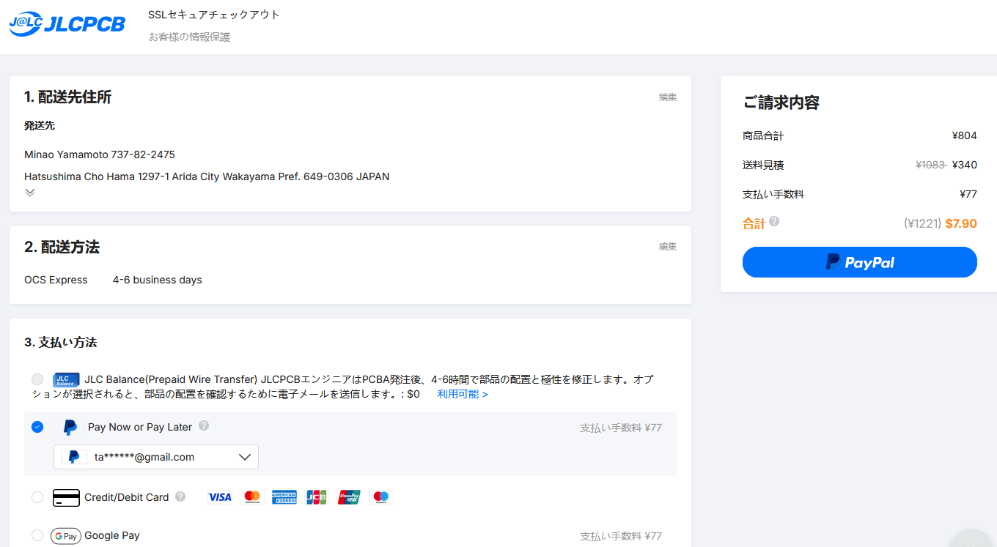 J@LC JLCPCB
SSLセキュアチェックアウト
お客様の情報保護
1. 配送先住所
編集
発送先
Minao Yamamoto 737-82-2475
Hatsushima Cho Hama 1297-1 Arida City Wakayama Pref. 649-0306 JAPAN
2. 配送方法
編集
OCS Express 4-6 business days
3. 支払い方法
JLC Balance JLC Balance(Prepaid Wire Transfer) JLCPCBエンジニアはPCBA発注後、4-6時間で部品の配置と極性を修正します。オプ
ションが選択されると、部品の配置を確認するために電子メールを送信します。: $0 利用可能 >
Pay Now or Pay Later ? 支払い手数料 ¥77
ta******@gmail.com
Credit/Debit Card ? VISA AMERICAN EXPRESS JCB UnionPay
G Pay Google Pay 支払い手数料 ¥77
ご請求内容
商品合計 ¥804
送料見積 ¥1083 ¥340
支払い手数料 ¥77
合計 ? (¥1221) $7.90
PayPal